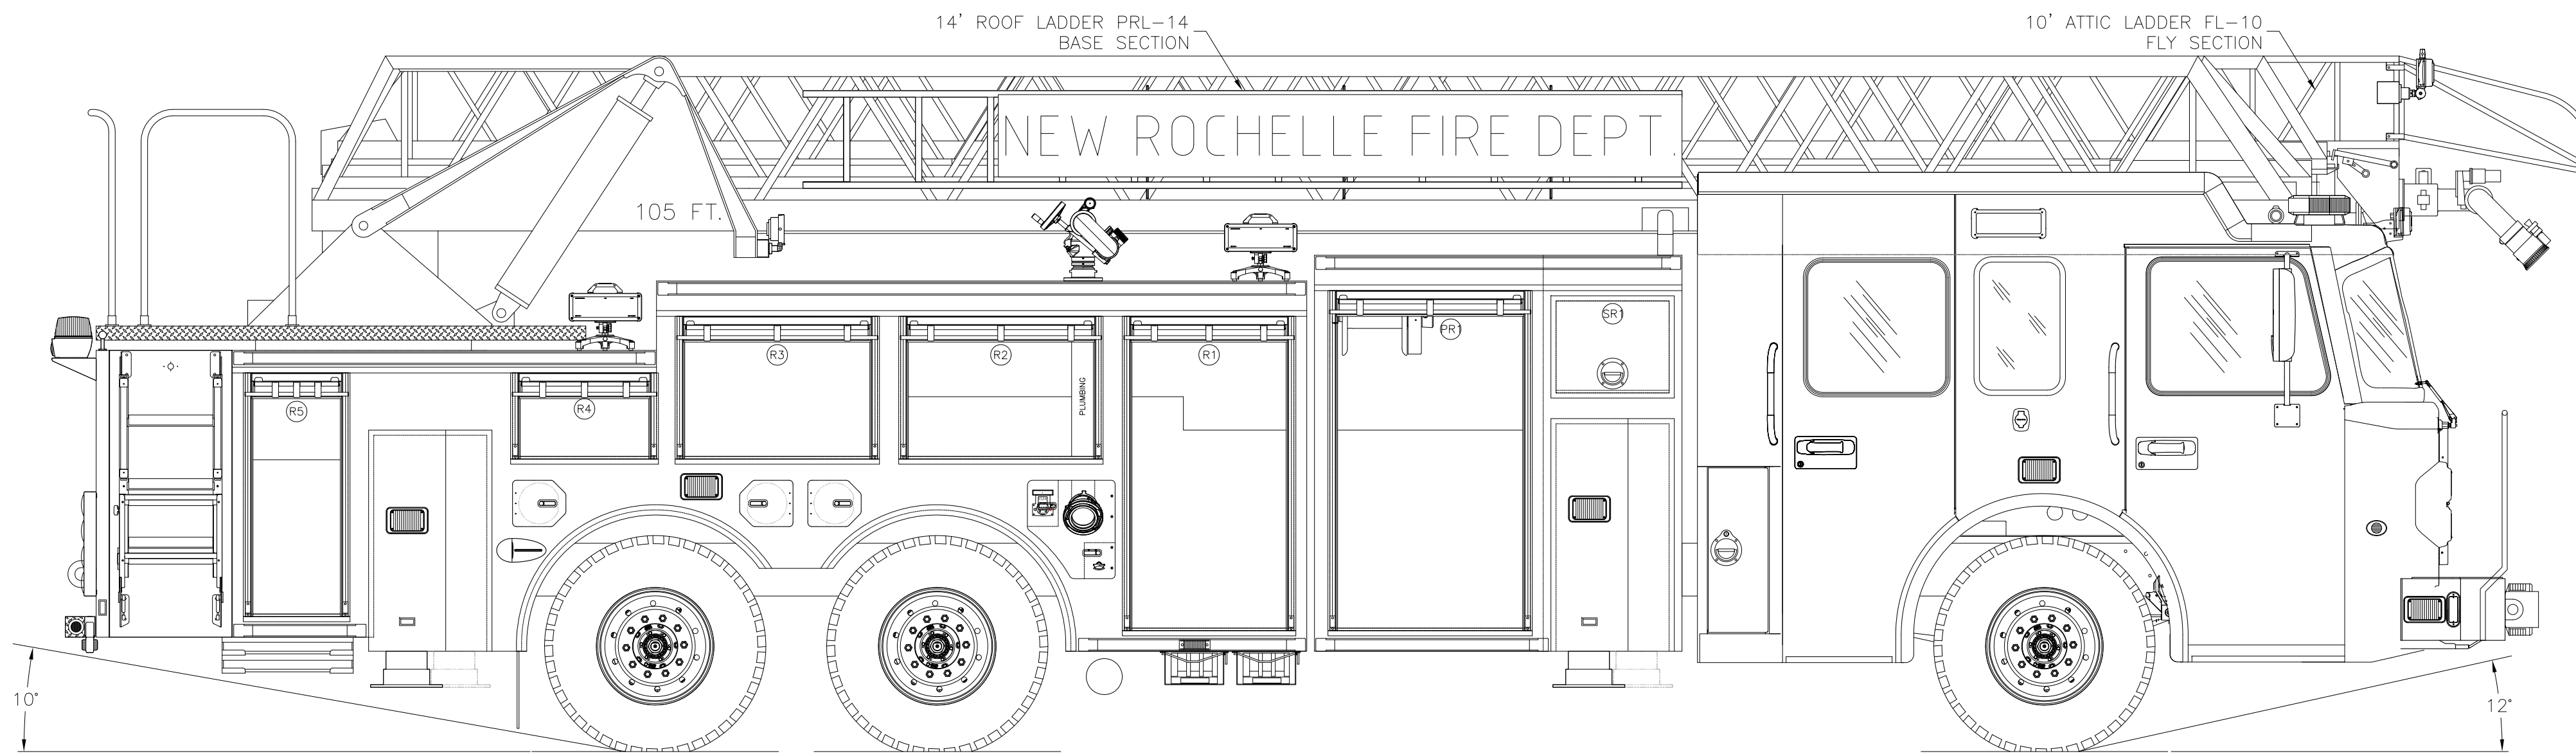 14' ROOF LADDER PRL-14
BASE SECTION
10' ATTIC LADDER FL-10
FLY SECTION
NEW ROCHELLE FIRE DEPT.
105 FT.
SR1
PR1
R3
R2
R1
R5
R4
PLUMBING
10°
12°